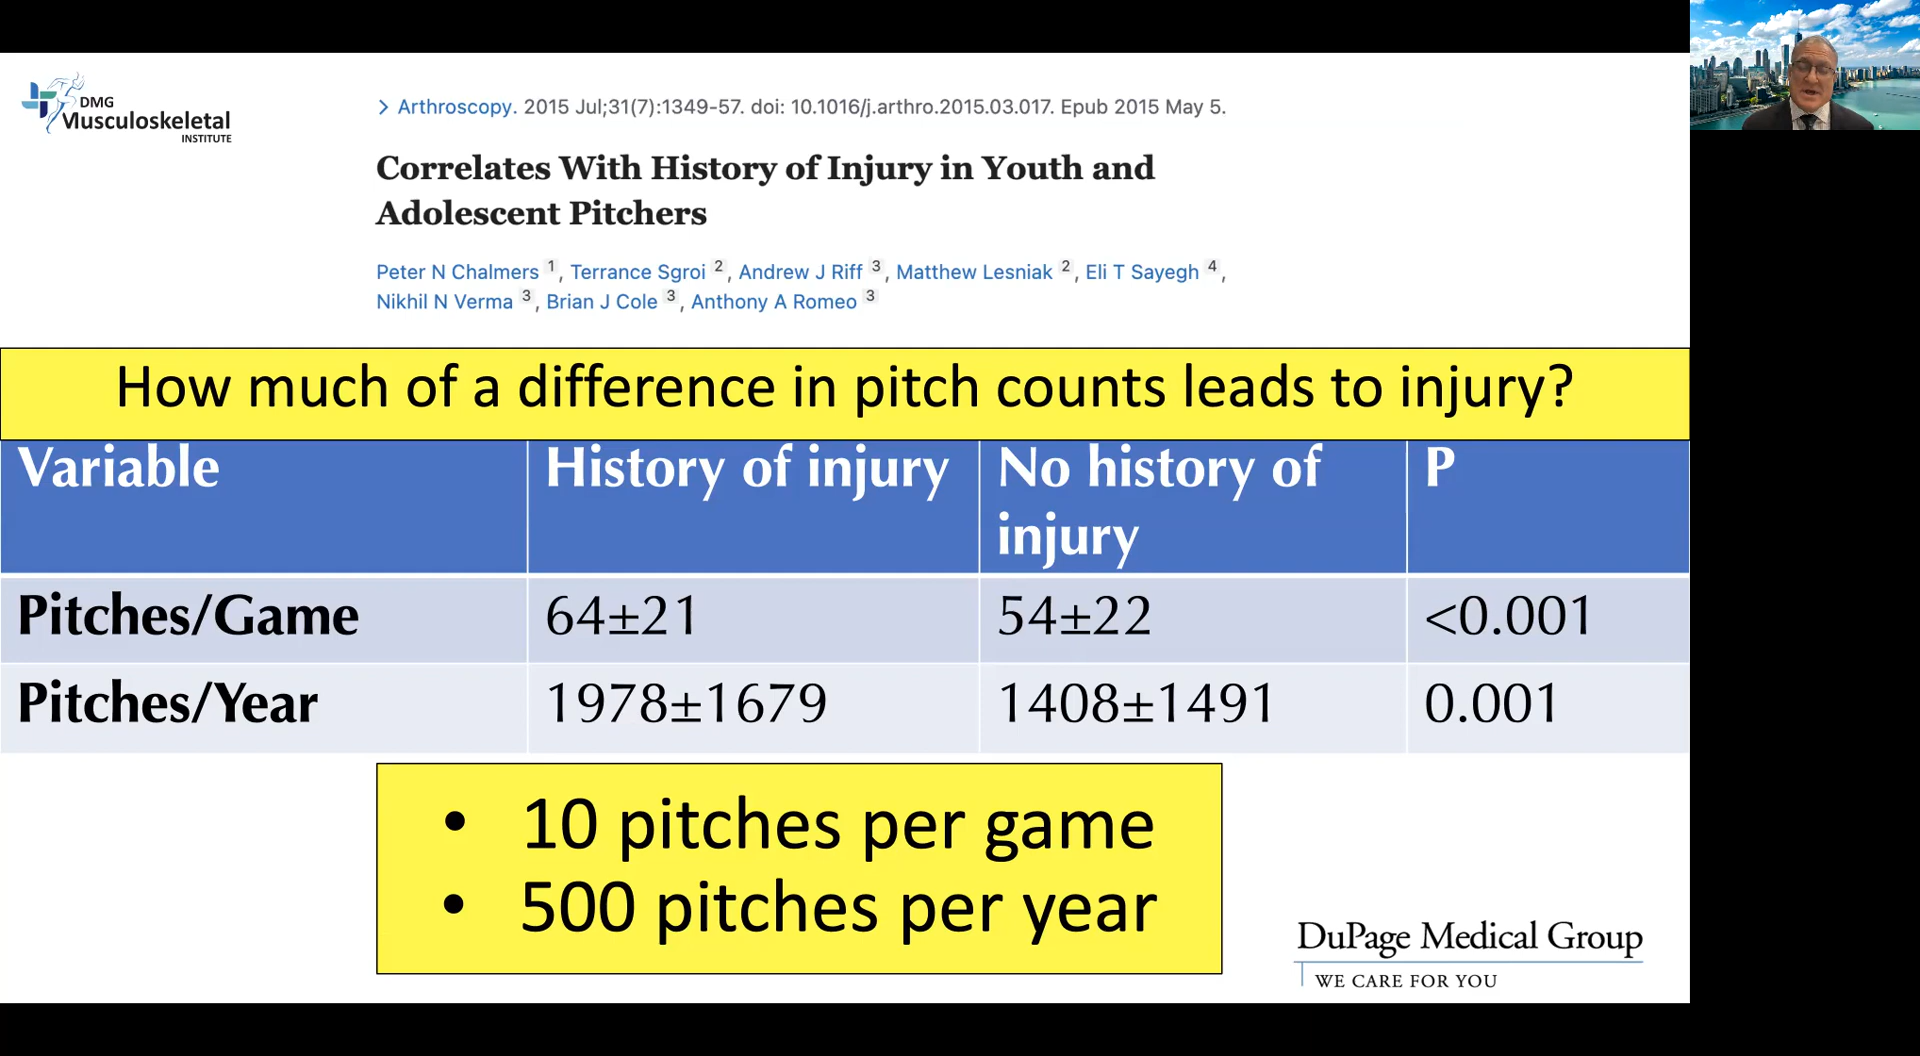 DMG
Musculoskeletal
INSTITUTE
> Arthroscopy. 2015 Jul;31(7):1349-57. doi: 10.1016/j.arthro.2015.03.017. Epub 2015 May 5.
Correlates With History of Injury in Youth and
Adolescent Pitchers
Peter N Chalmers 1, Terrance Sgroi 2, Andrew J Riff 3, Matthew Lesniak 2, Eli T Sayegh 4,
Nikhil N Verma 3, Brian J Cole 3, Anthony A Romeo 3
How much of a difference in pitch counts leads to injury?
Variable History of injury No history of injury P
Pitches/Game 64±21 54±22 <0.001
Pitches/Year 1978±1679 1408±1491 0.001
• 10 pitches per game
• 500 pitches per year
DuPage Medical Group
WE CARE FOR YOU